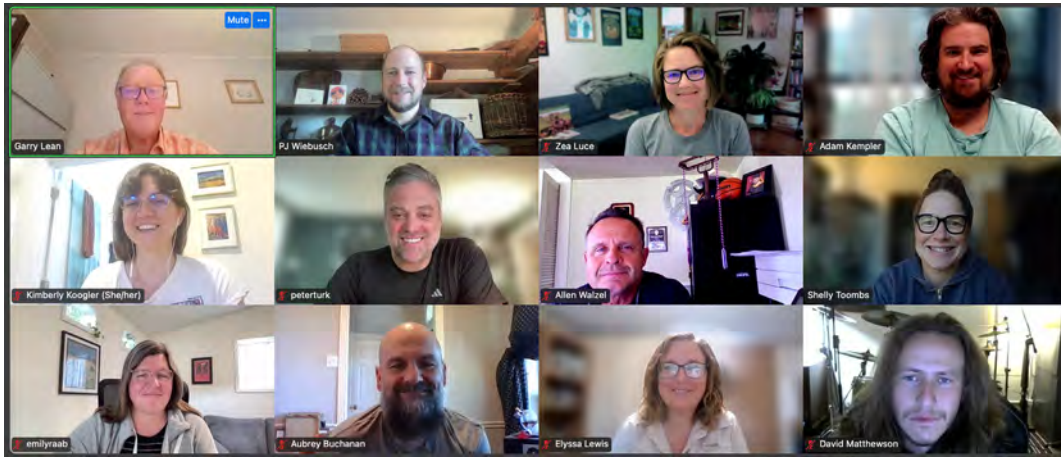 Mute
Garry Lean
PJ Wiebusch
Zea Luce
Adam Kempler
Kimberly Koogler (She/her)
peterturk
Allen Walzel
Shelly Toombs
emilyraab
Aubrey Buchanan
Elyssa Lewis
David Matthewson